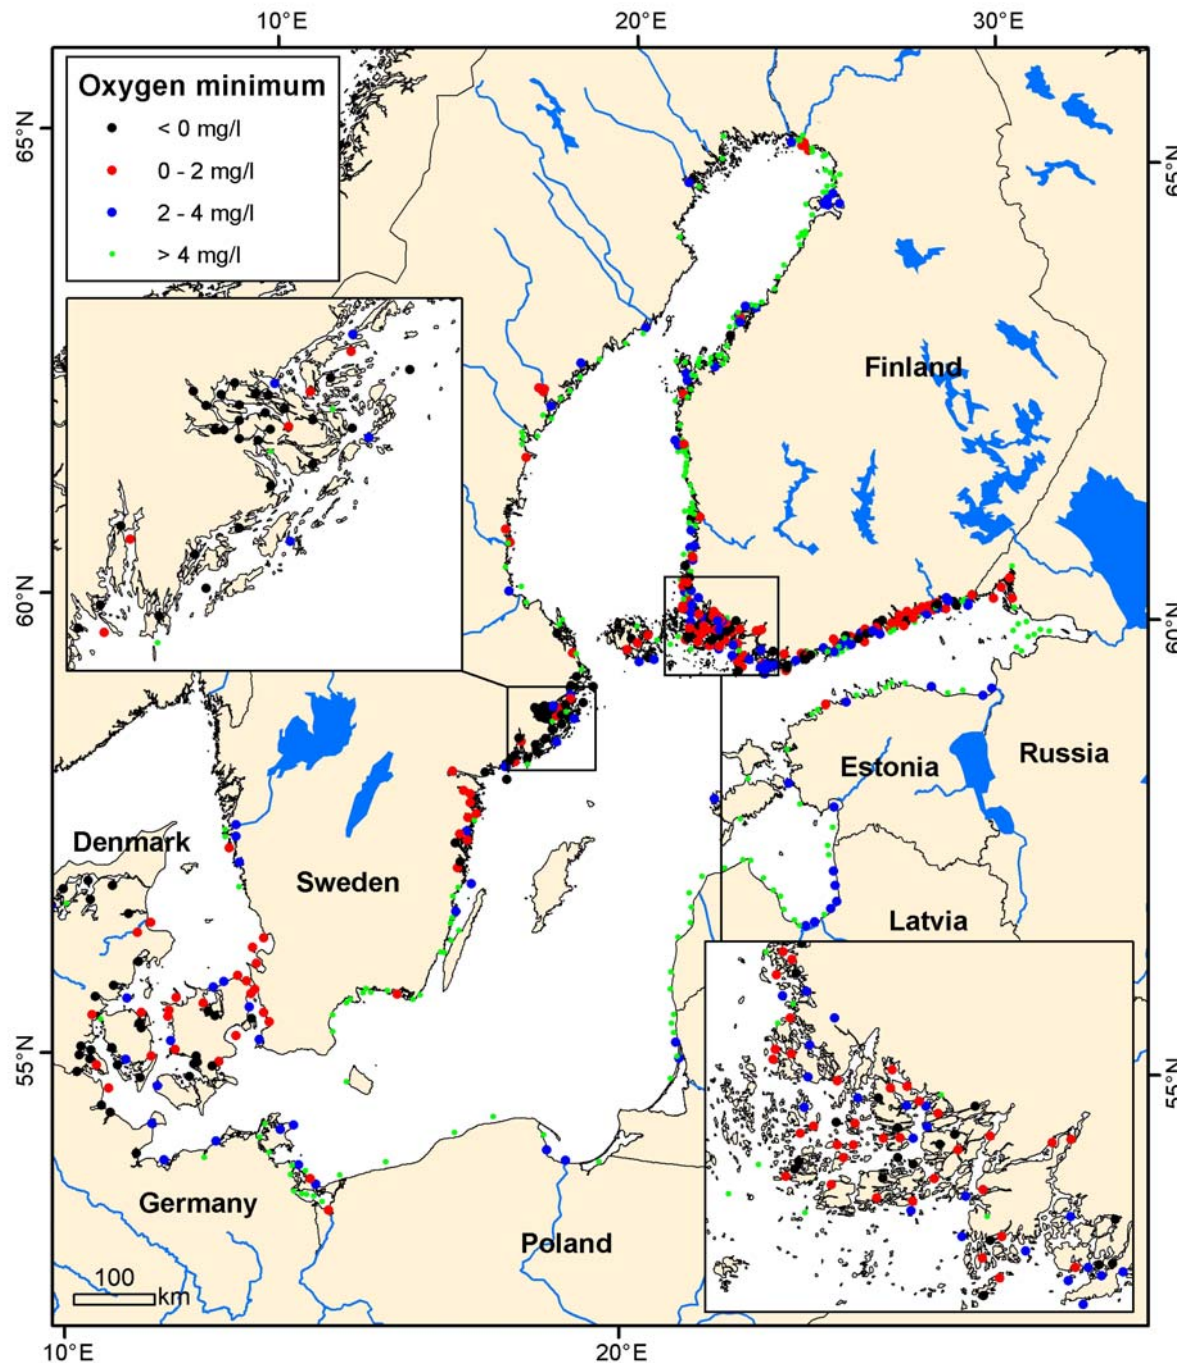 10°E
20°E
30°E
65°N
65°N
Oxygen minimum
< 0 mg/l
0 - 2 mg/l
2 - 4 mg/l
> 4 mg/l
Finland
60°N
60°N
Estonia
Russia
Denmark
Sweden
Latvia
55°N
55°N
Germany
Poland
100
km
10°E
20°E